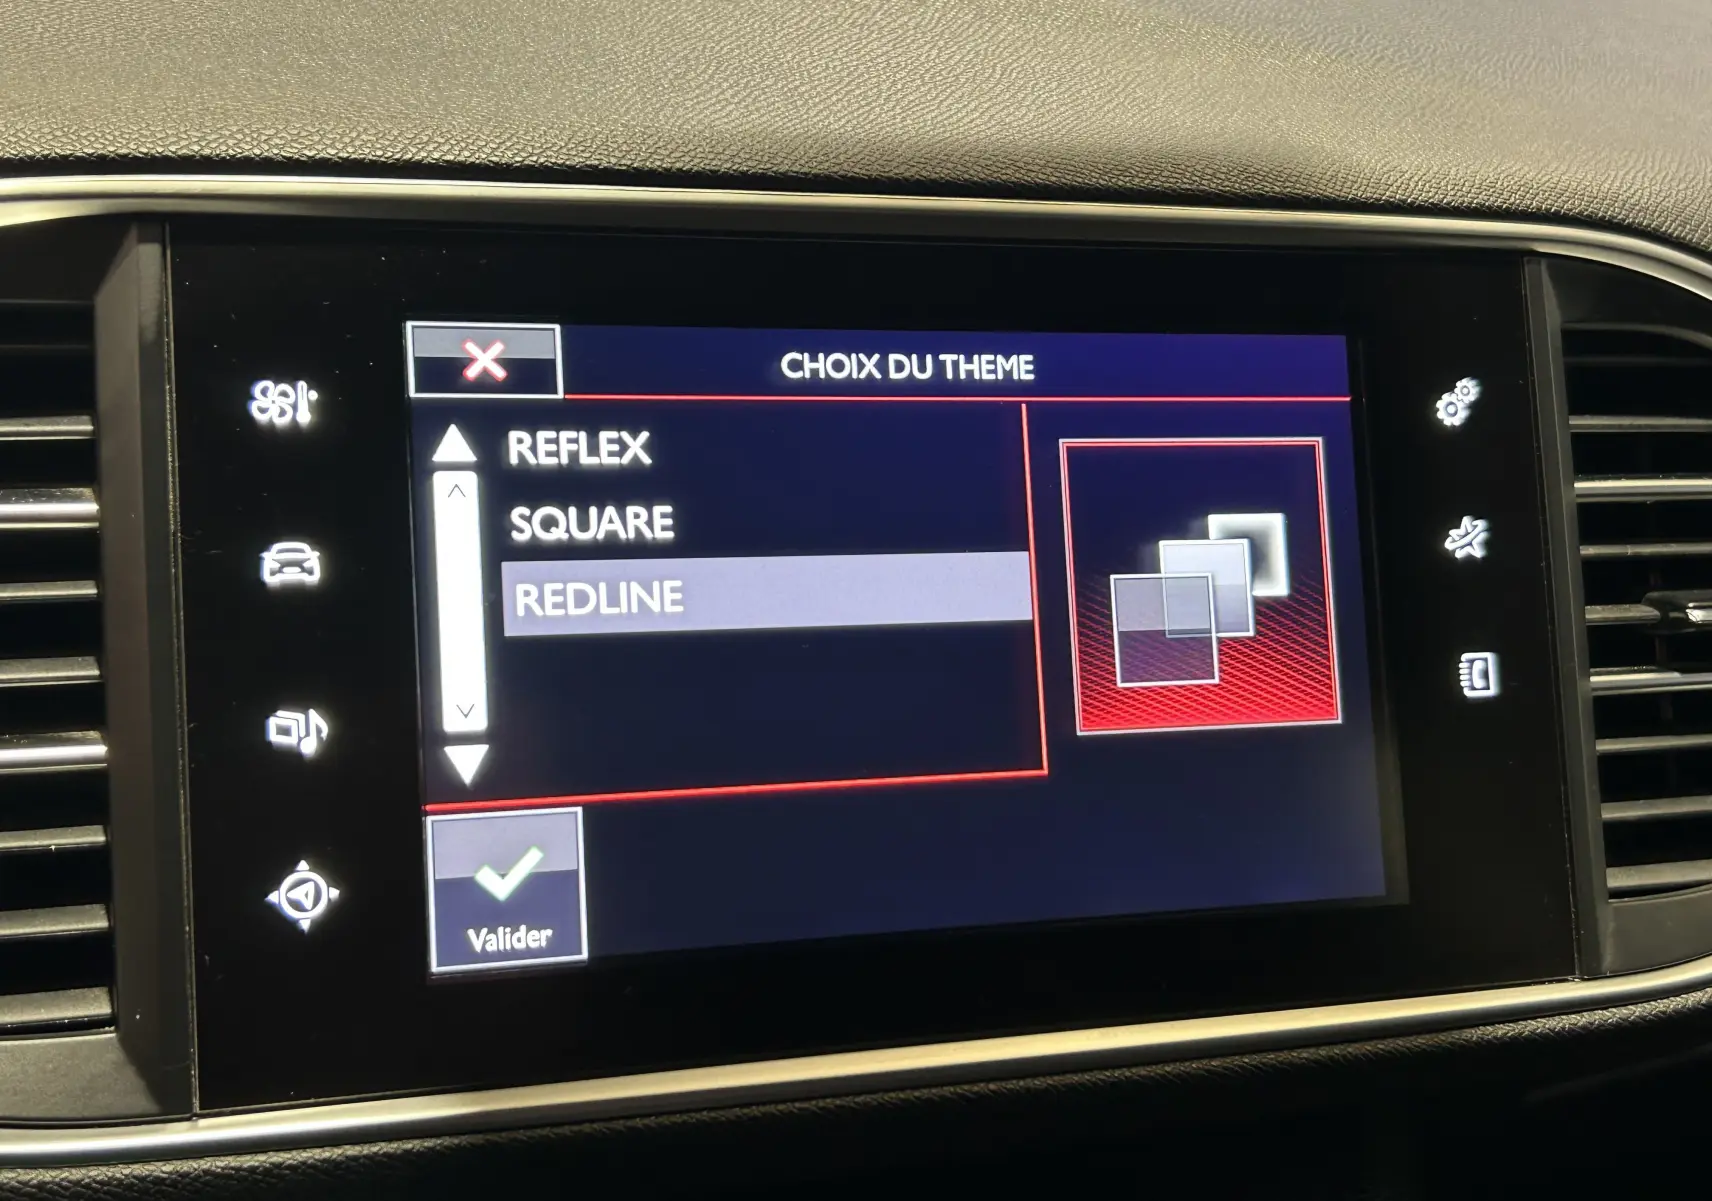 CHOIX DU THEME
REFLEX
SQUARE
REDLINE
Valider